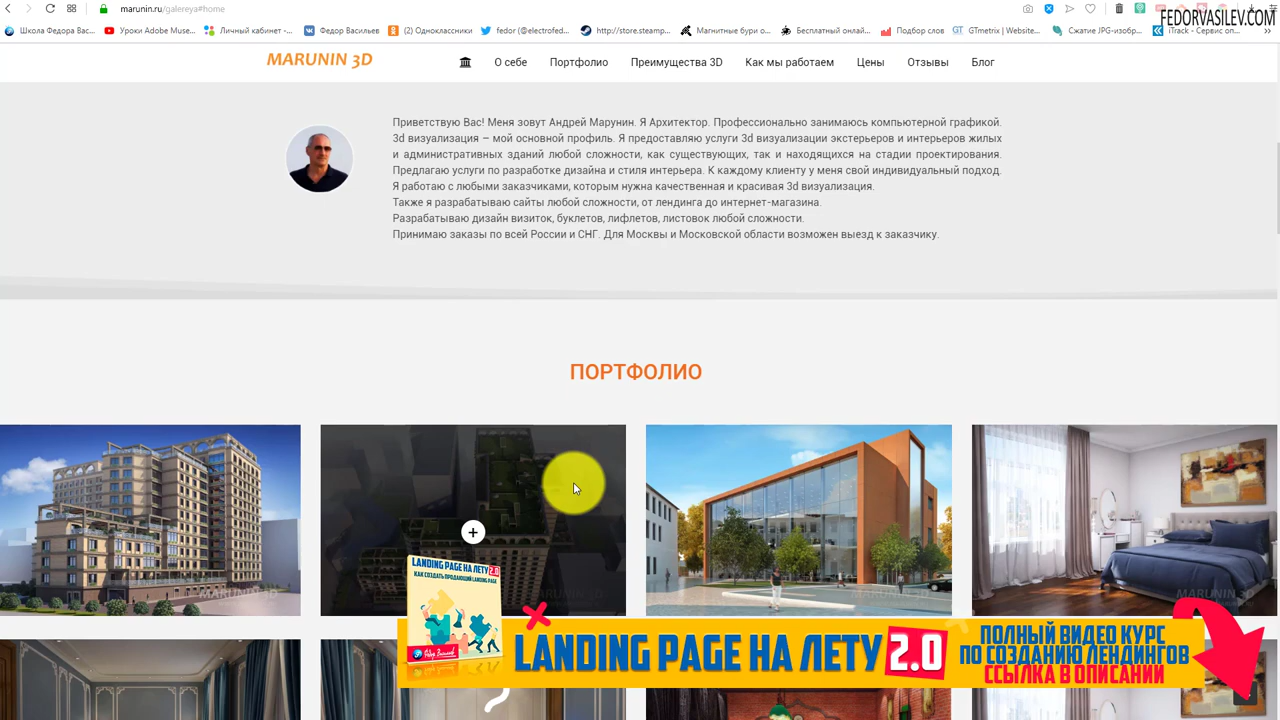 marunin.ru/galereya#home
FEDORVASILEV.COM
Школа Федора Вас...
Уроки Adobe Muse...
Личный кабинет -...
Федор Васильев
(2) Одноклассники
fedor (@electrofed...
http://store.steamp...
Магнитные бури о...
Бесплатный онлай...
Подбор слов
GTmetrix | Website...
Сжатие JPG-изобр...
iTrack - Сервис оп...
MARUNIN 3D
О себе
Портфолио
Преимущества 3D
Как мы работаем
Цены
Отзывы
Блог
Приветствую Вас! Меня зовут Андрей Марунин. Я Архитектор. Профессионально занимаюсь компьютерной графикой.
3d визуализация – мой основной профиль. Я предоставляю услуги 3d визуализации экстерьеров и интерьеров жилых
и административных зданий любой сложности, как существующих, так и находящихся на стадии проектирования.
Предлагаю услуги по разработке дизайна и стиля интерьера. К каждому клиенту у меня свой индивидуальный подход.
Я работаю с любыми заказчиками, которым нужна качественная и красивая 3d визуализация.
Также я разрабатываю сайты любой сложности, от лендинга до интернет-магазина.
Разрабатываю дизайн визиток, буклетов, лифлетов, листовок любой сложности.
Принимаю заказы по всей России и СНГ. Для Москвы и Московской области возможен выезд к заказчику.
ПОРТФОЛИО
MARUNIN 3D
MARUNIN 3D
MARUNIN 3D
MARUNIN 3D
LANDING PAGE НА ЛЕТУ 2.0
КАК СОЗДАТЬ ПРОДАЮЩИЙ LANDING PAGE
Федор Васильев
LANDING PAGE НА ЛЕТУ 2.0
ПОЛНЫЙ ВИДЕО КУРС
ПО СОЗДАНИЮ ЛЕНДИНГОВ
ССЫЛКА В ОПИСАНИИ